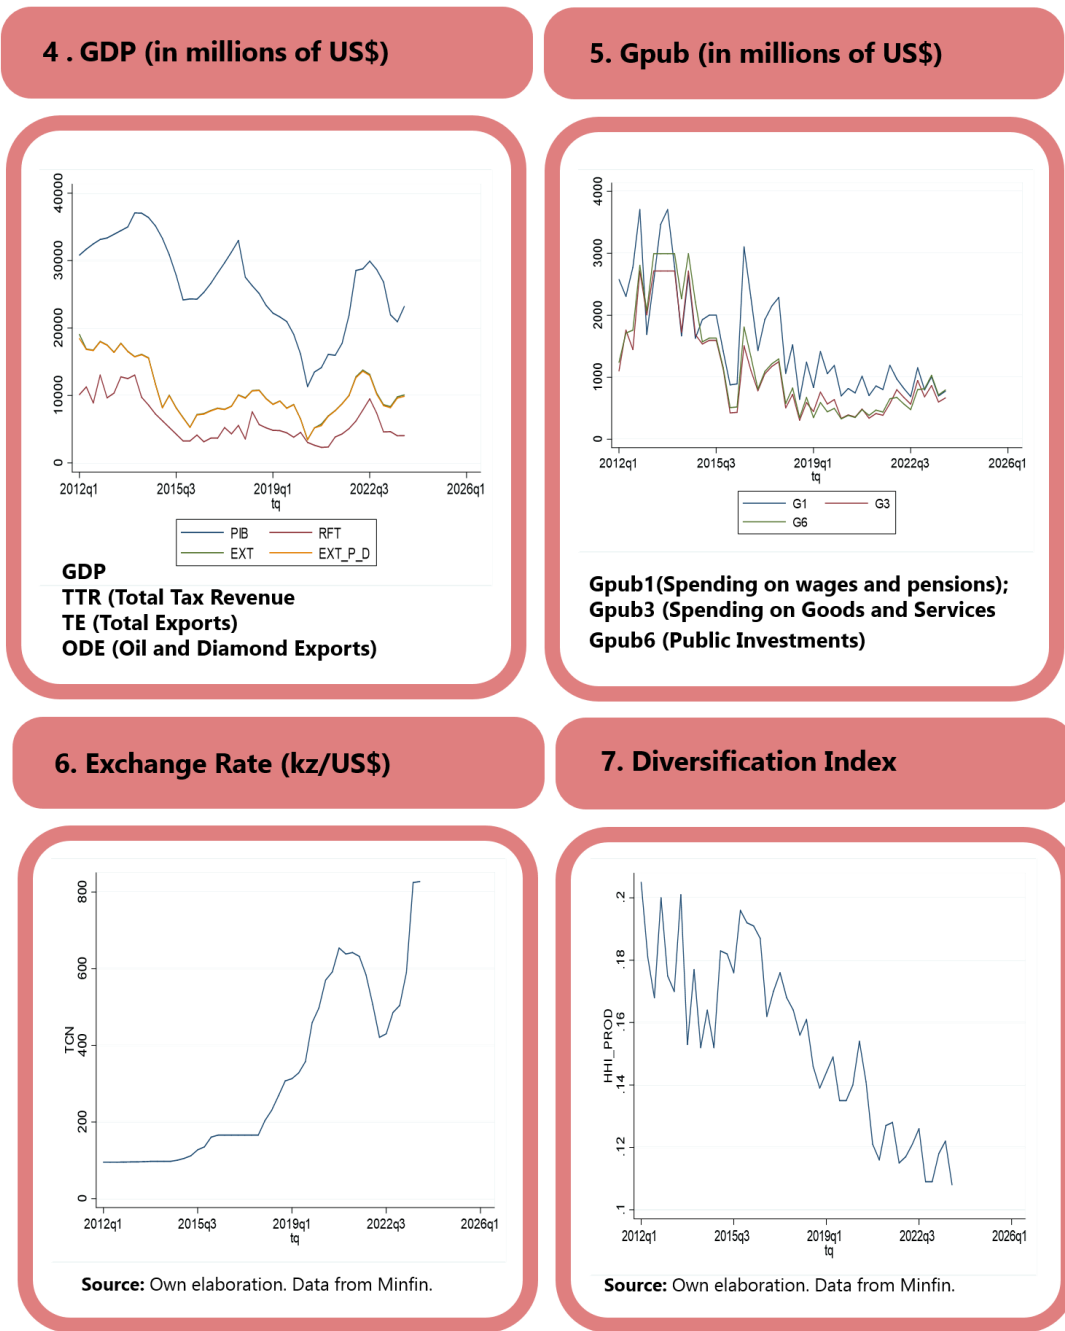 4 . GDP (in millions of US$)
5. Gpub (in millions of US$)
40000
30000
20000
10000
0
2012q1 2015q3 2019q1 2022q3 2026q1
tq
PIB RFT
EXT EXT_P_D
GDP
TTR (Total Tax Revenue
TE (Total Exports)
ODE (Oil and Diamond Exports)
4000
3000
2000
1000
0
2012q1 2015q3 2019q1 2022q3 2026q1
tq
G1 G3
G6
Gpub1(Spending on wages and pensions);
Gpub3 (Spending on Goods and Services
Gpub6 (Public Investments)
6. Exchange Rate (kz/US$)
7. Diversification Index
TCN
800
600
400
200
0
2012q1 2015q3 2019q1 2022q3 2026q1
tq
Source: Own elaboration. Data from Minfin.
HHI_PROD
.2
.18
.16
.14
.12
.1
2012q1 2015q3 2019q1 2022q3 2026q1
tq
Source: Own elaboration. Data from Minfin.